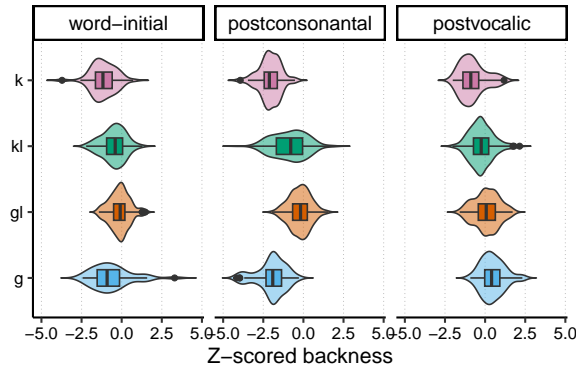 word−initial postconsonantal postvocalic
k
kl
gl
g
−5.0 −2.5 0.0 2.5 5.0 −5.0 −2.5 0.0 2.5 5.0 −5.0 −2.5 0.0 2.5 5.0
Z−scored backness